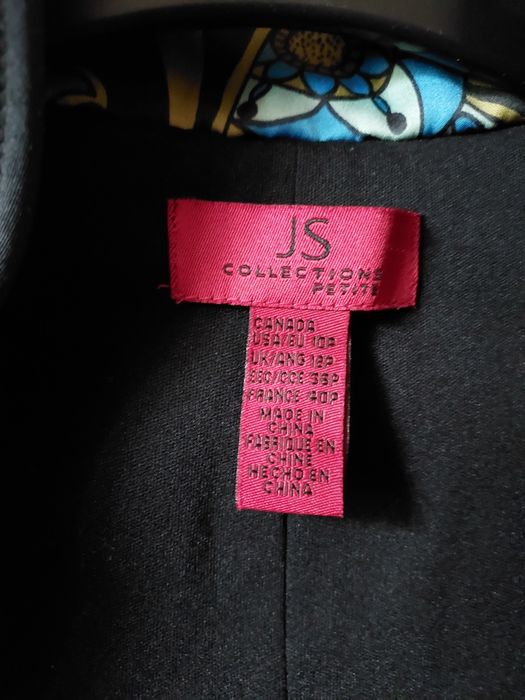 JS
COLLECTIONS
PETITE
CANADA
USA/EU 10P
UK/ANG 12P
EEC/CCE 38P
FRANCE 40P
MADE IN
CHINA
FABRIQUE EN
CHINE
HECHO EN
CHINA